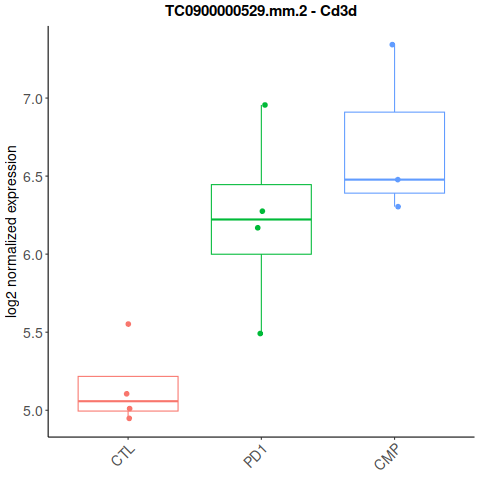 TC0900000529.mm.2 - Cd3d
log2 normalized expression
7.0
6.5
6.0
5.5
5.0
CTL
PD1
CMP